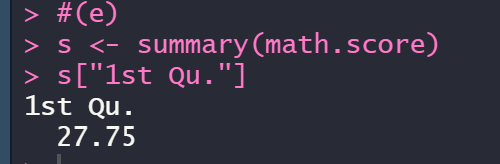 > #(e)
> s <- summary(math.score)
> s["1st Qu."]
1st Qu.
27.75